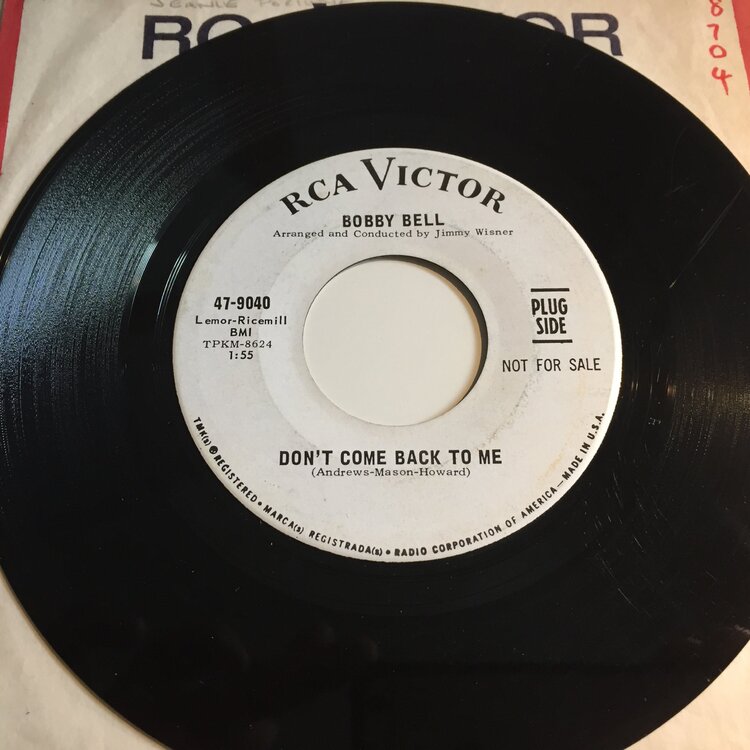 8704
RCA VICTOR
BOBBY BELL
Arranged and Conducted by Jimmy Wisner
47-9040
Lemor-Ricemill
BMI
TPKM-8624
1:55
PLUG
SIDE
NOT FOR SALE
DON'T COME BACK TO ME
(Andrews-Mason-Howard)
TMK(s) ® REGISTERED • MARCA(s) REGISTRADA(s) • RADIO CORPORATION OF AMERICA—MADE IN U.S.A.